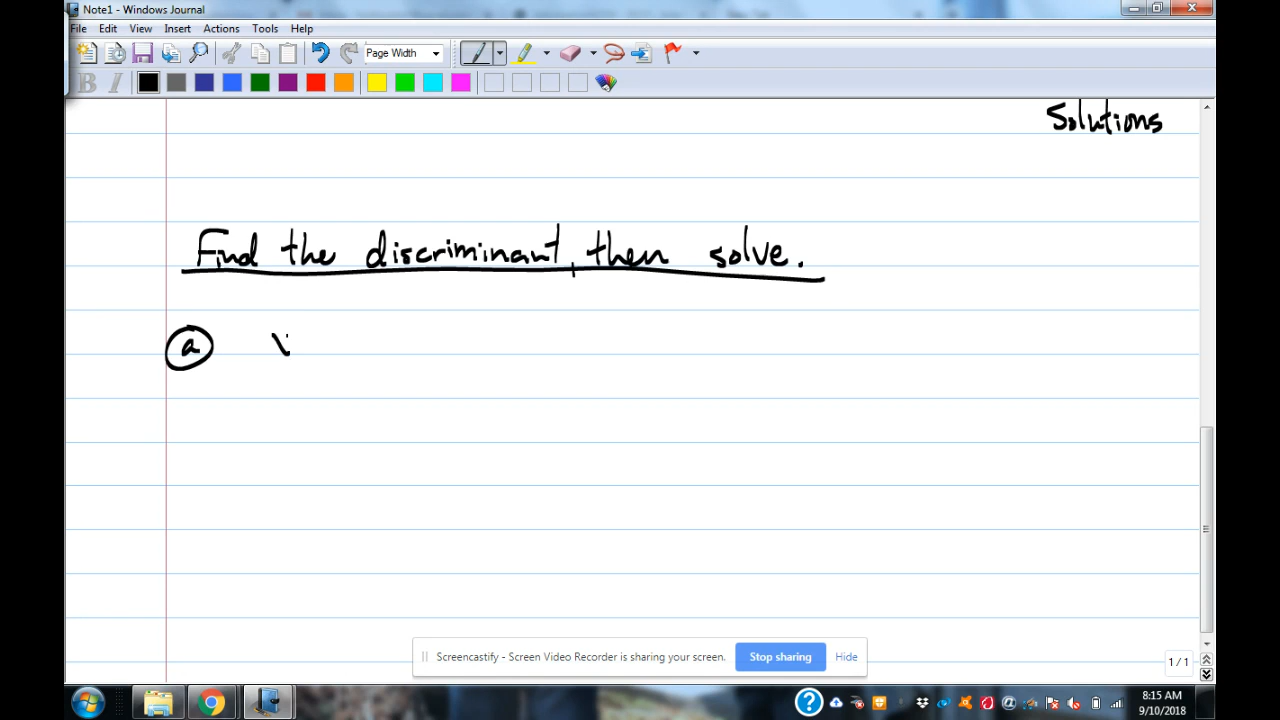 Note1 - Windows Journal
File Edit View Insert Actions Tools Help
Page Width
B I
Solutions
Find the discriminant, then solve.
a
Screencastify - Screen Video Recorder is sharing your screen. Stop sharing Hide
1 / 1
8:15 AM
9/10/2018